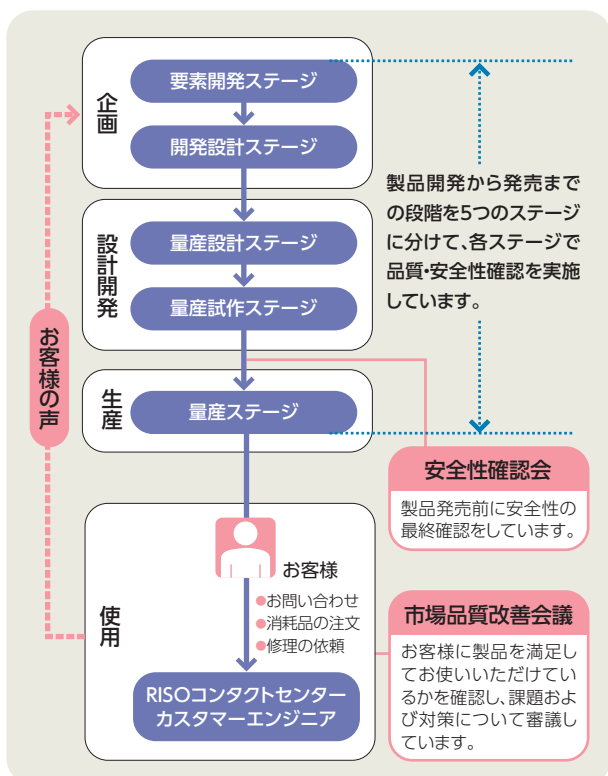 企画
要素開発ステージ
開発設計ステージ
設計開発
量産設計ステージ
量産試作ステージ
生産
量産ステージ
製品開発から発売まで
の段階を5つのステージ
に分けて、各ステージで
品質・安全性確認を実施
しています。
お客様の声
安全性確認会
製品発売前に安全性の
最終確認をしています。
使用
お客様
●お問い合わせ
●消耗品の注文
●修理の依頼
RISOコンタクトセンター
カスタマーエンジニア
市場品質改善会議
お客様に製品を満足し
てお使いいただけてい
るかを確認し、課題およ
び対策について審議し
ています。